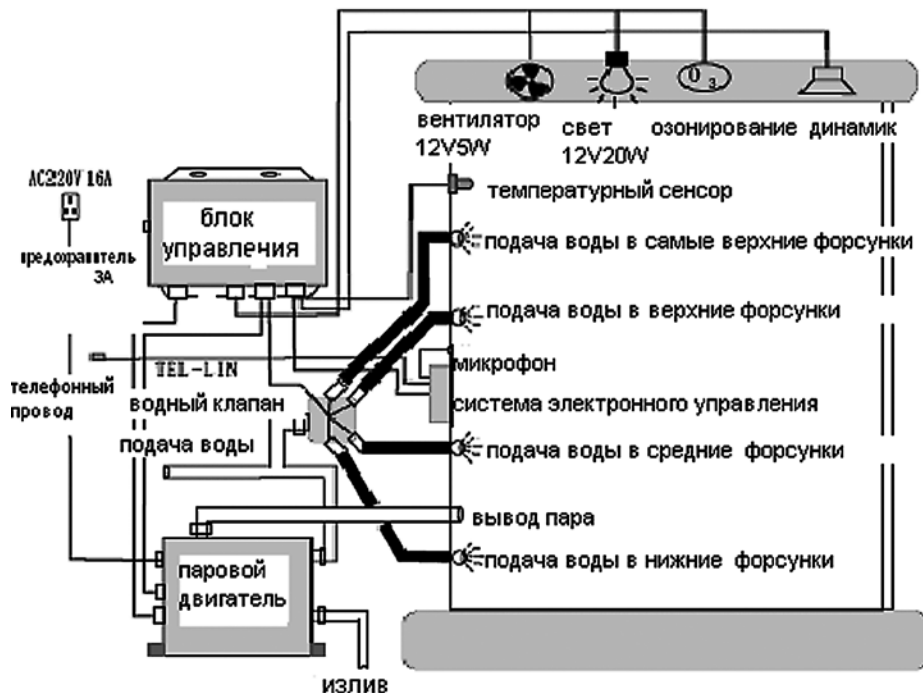 O3
вентилятор
12V5W
свет
12V20W
озонирование
динамик
AC220V 16A
предохранитель
3A
блок
управления
температурный сенсор
подача воды в самые верхние форсунки
подача воды в верхние форсунки
микрофон
TEL-LIN
телефонный
провод
водный клапан
система электронного управления
подача воды
подача воды в средние форсунки
вывод пара
паровой
двигатель
подача воды в нижние форсунки
излив